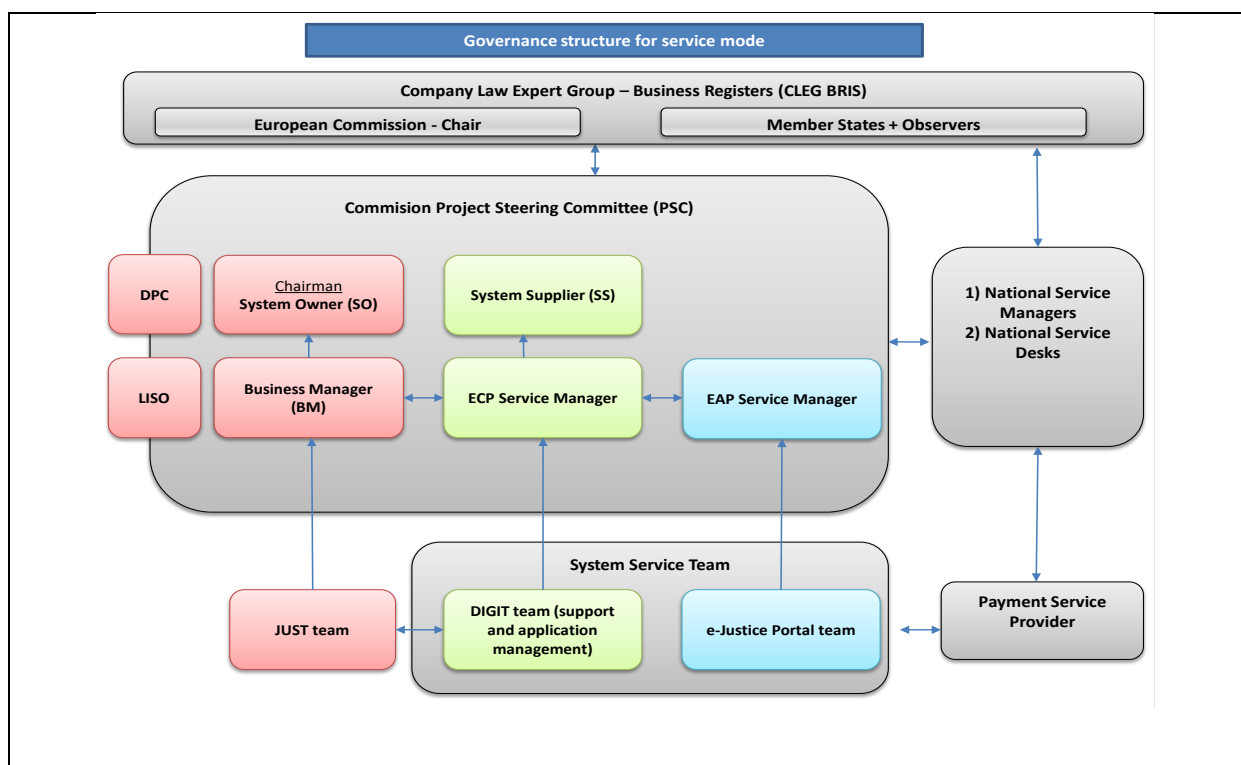 Governance structure for service mode
Company Law Expert Group – Business Registers (CLEG BRIS)
European Commission - Chair
Member States + Observers
Commision Project Steering Committee (PSC)
DPC
Chairman
System Owner (SO)
System Supplier (SS)
1) National Service
Managers
2) National Service
Desks
LISO
Business Manager
(BM)
ECP Service Manager
EAP Service Manager
System Service Team
JUST team
DIGIT team (support
and application
management)
e-Justice Portal team
Payment Service
Provider